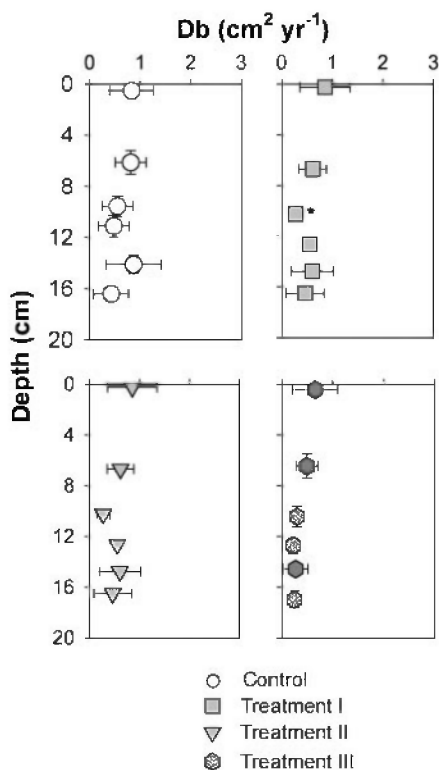 Db (cm² yr⁻¹)
0 1 2 3 0 1 2 3
0
4
8
12
16
20
*
Depth (cm)
0
4
8
12
16
20
Control
Treatment I
Treatment II
Treatment III